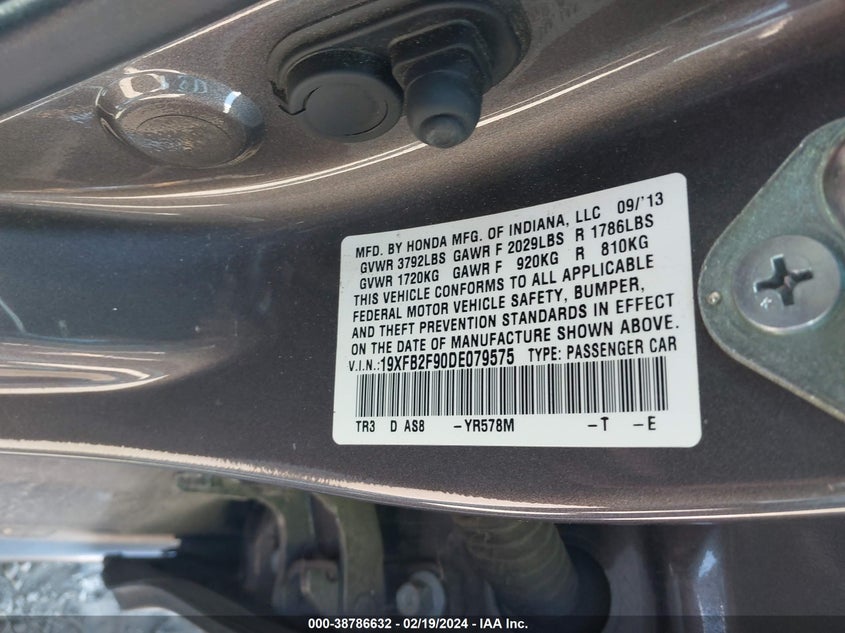 MFD. BY HONDA MFG. OF INDIANA, LLC 09/'13
GVWR 3792LBS GAWR F 2029LBS R 1786LBS
GVWR 1720KG GAWR F 920KG R 810KG
THIS VEHICLE CONFORMS TO ALL APPLICABLE
FEDERAL MOTOR VEHICLE SAFETY, BUMPER,
AND THEFT PREVENTION STANDARDS IN EFFECT
ON THE DATE OF MANUFACTURE SHOWN ABOVE.
V.I.N.: 19XFB2F90DE079575 TYPE: PASSENGER CAR
TR3 D AS8 -YR578M -T -E
000-38786632 - 02/19/2024 - IAA Inc.